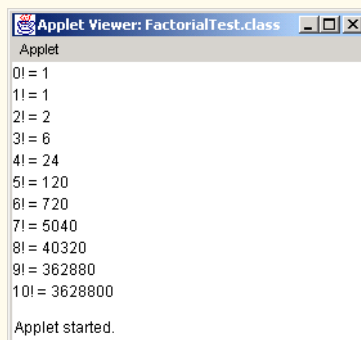 Applet Viewer: FactorialTest.class
Applet
0! = 1
1! = 1
2! = 2
3! = 6
4! = 24
5! = 120
6! = 720
7! = 5040
8! = 40320
9! = 362880
10! = 3628800
Applet started.